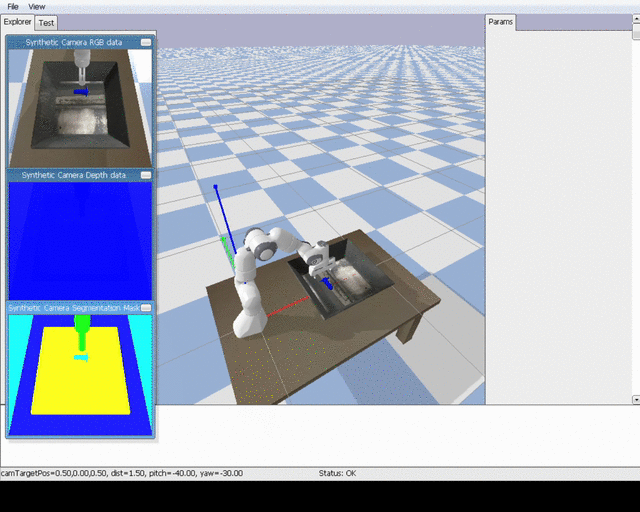 File View
Explorer Test
Params
Synthetic Camera RGB data
Synthetic Camera Depth data
Synthetic Camera Segmentation Mask
camTargetPos=0.50,0.00,0.50, dist=1.50, pitch=-40.00, yaw=-30.00 Status: OK